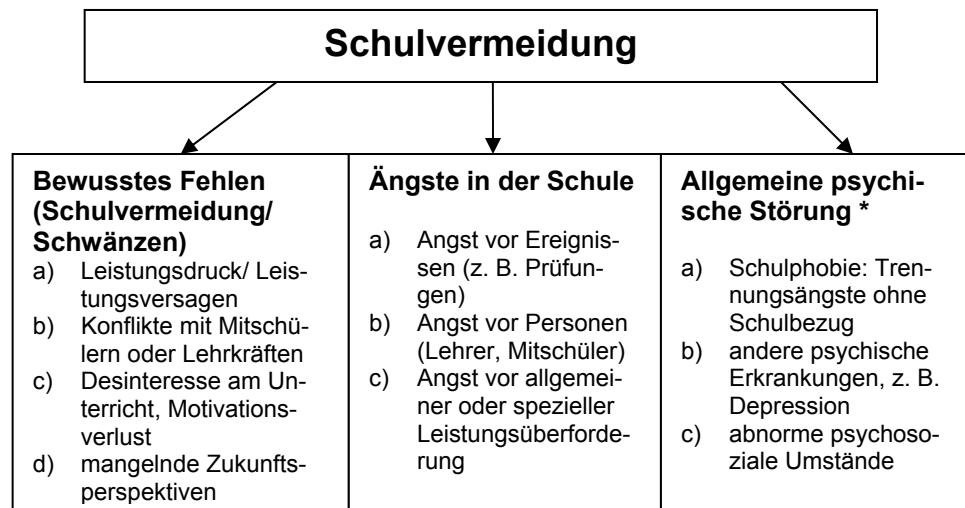 Schulvermeidung
Bewusstes Fehlen
(Schulvermeidung/
Schwänzen)
a) Leistungsdruck/ Leis-
tungsversagen
b) Konflikte mit Mitschü-
lern oder Lehrkräften
c) Desinteresse am Un-
terricht, Motivations-
verlust
d) mangelnde Zukunfts-
perspektiven
Ängste in der Schule
a) Angst vor Ereignis-
sen (z. B. Prüfun-
gen)
b) Angst vor Personen
(Lehrer, Mitschüler)
c) Angst vor allgemei-
ner oder spezieller
Leistungsüberforde-
rung
Allgemeine psychi-
sche Störung *
a) Schulphobie: Tren-
nungsängste ohne
Schulbezug
b) andere psychische
Erkrankungen, z. B.
Depression
c) abnorme psychoso-
ziale Umstände